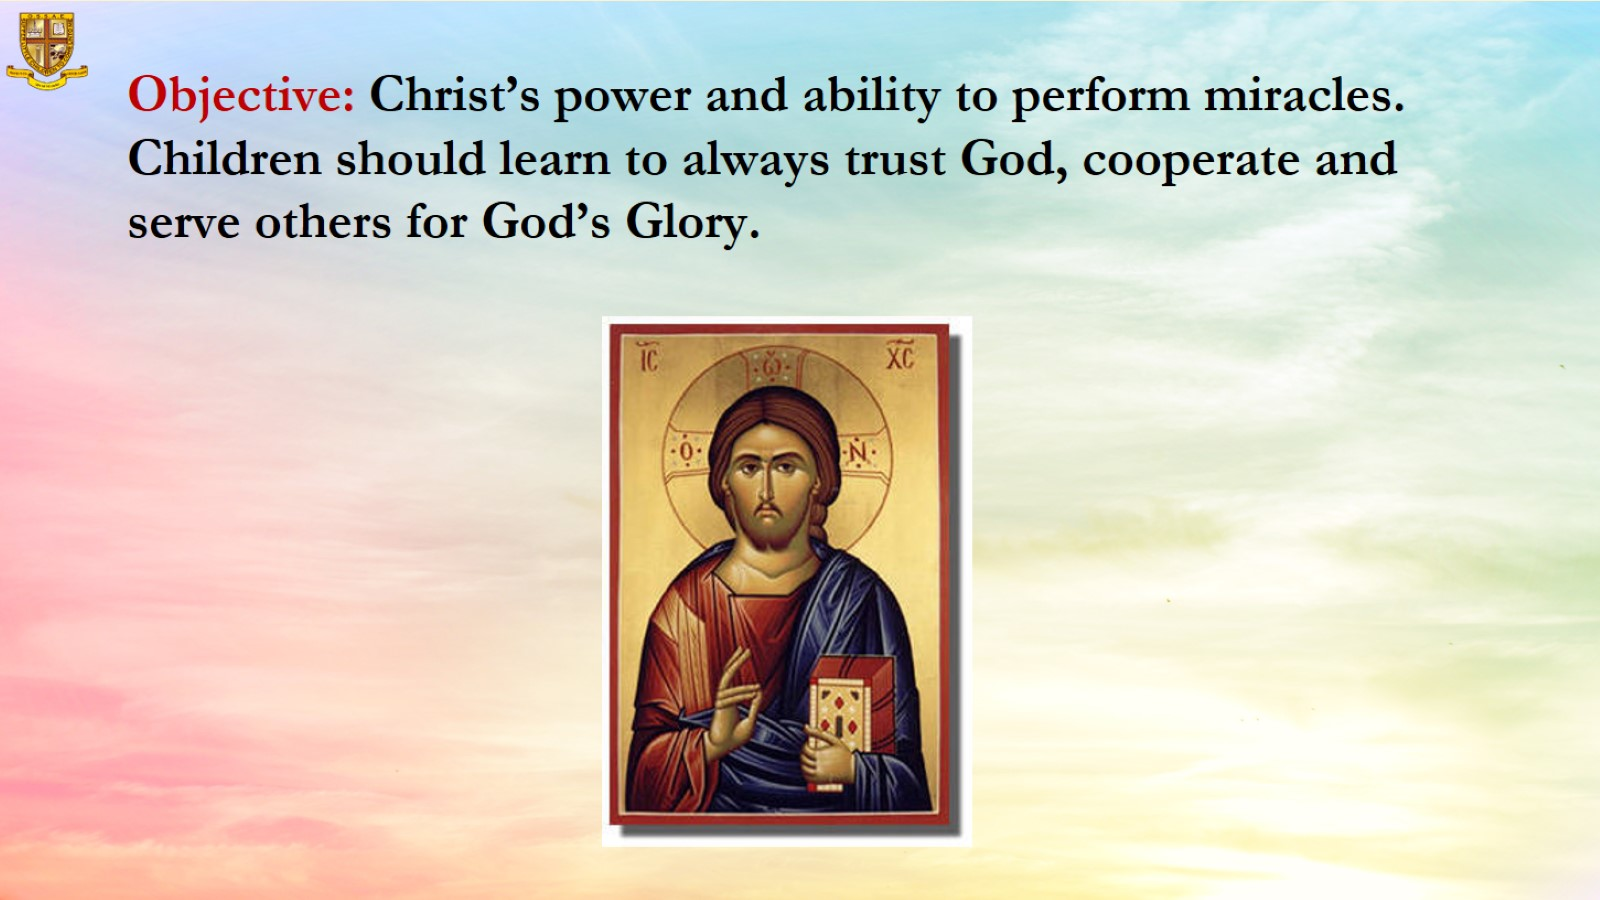 O.S.S.A.E.
Objective: Christ’s power and ability to perform miracles.
Children should learn to always trust God, cooperate and
serve others for God’s Glory.
IC XC
ὤ
Ο Ν